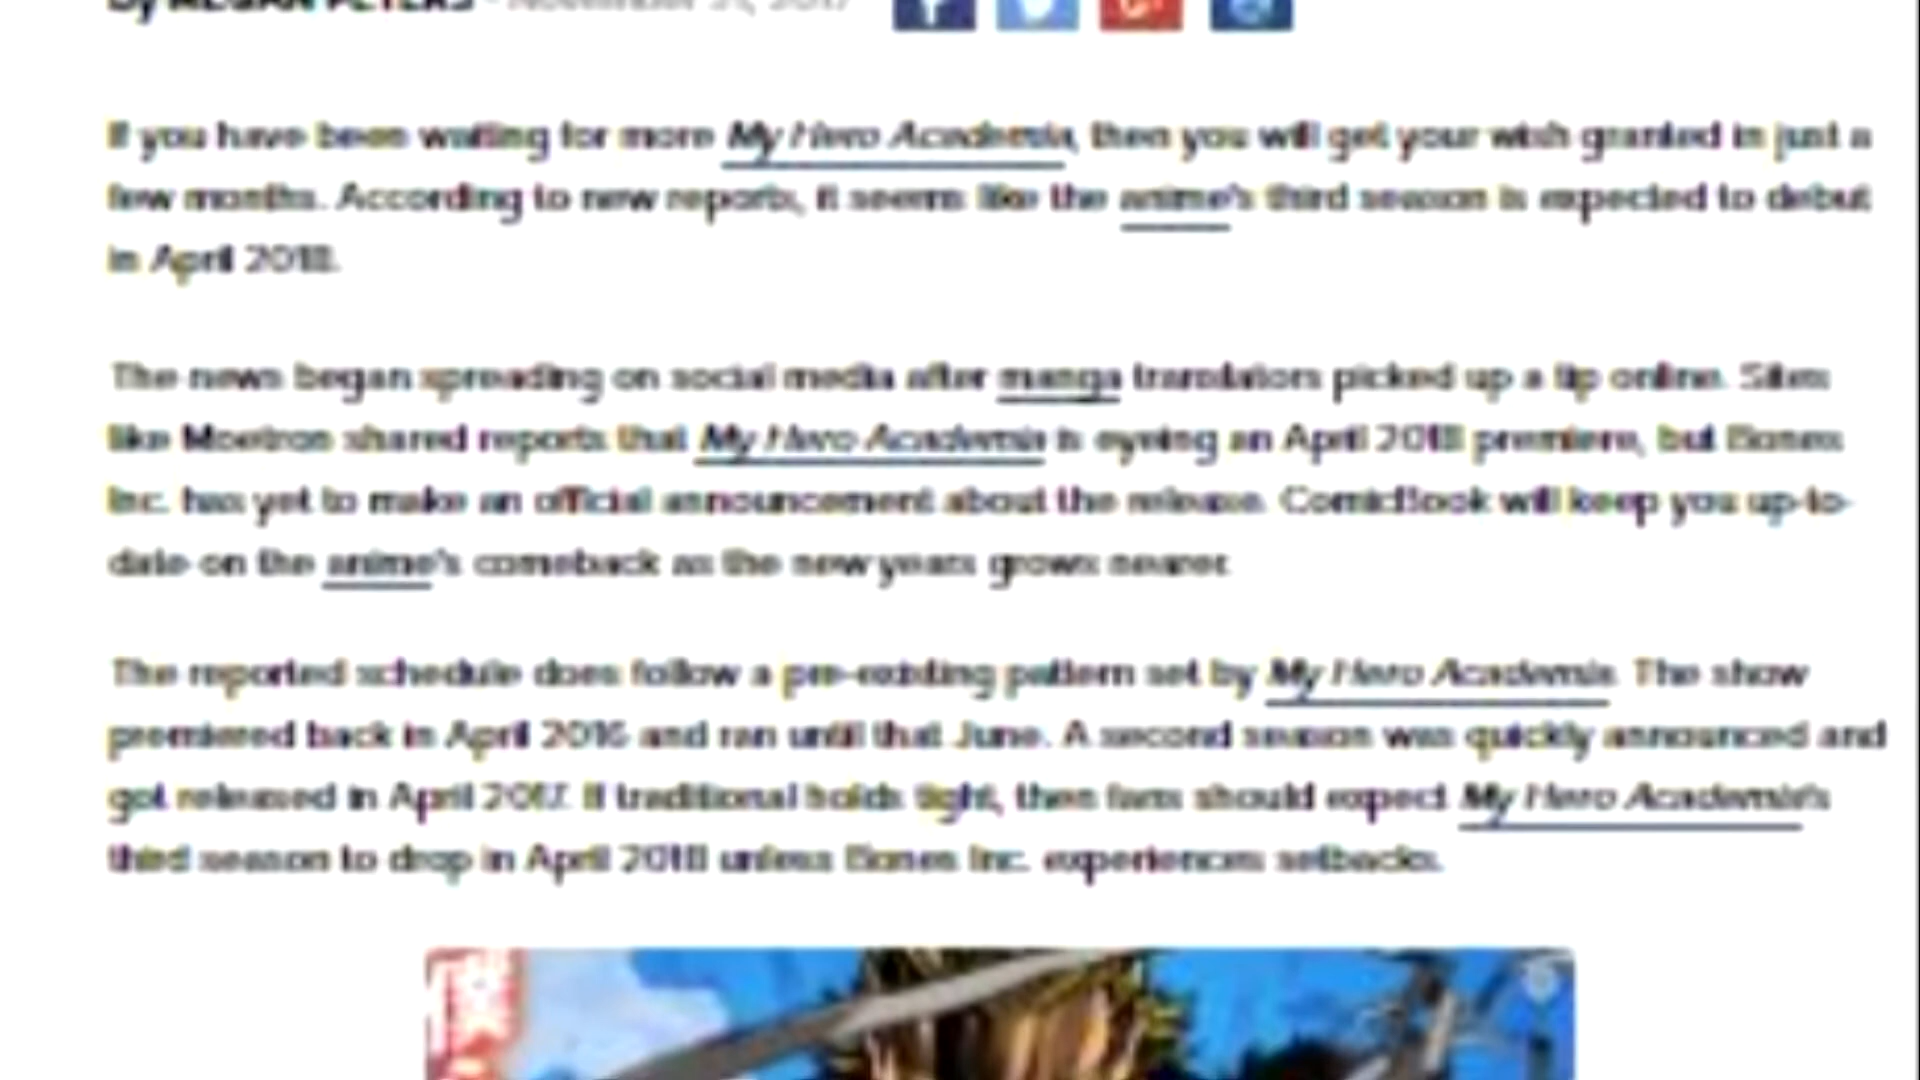 By MEGAN PETERS - November 21, 2017
If you have been waiting for more My Hero Academia, then you will get your wish granted in just a
few months. According to new reports, it seems like the anime's third season is expected to debut
in April 2018.
The news began spreading on social media after manga translators picked up a tip online. Sites
like Moetron shared reports that My Hero Academia is eyeing an April 2018 premiere, but Bones
Inc. has yet to make an official announcement about the release. ComicBook will keep you up-to-
date on the anime's comeback as the new years grows nearer.
The reported schedule does follow a pre-existing pattern set by My Hero Academia. The show
premiered back in April 2016 and ran until that June. A second season was quickly announced and
got released in April 2017. If traditional holds tight, then fans should expect My Hero Academia's
third season to drop in April 2018 unless Bones Inc. experiences setbacks.